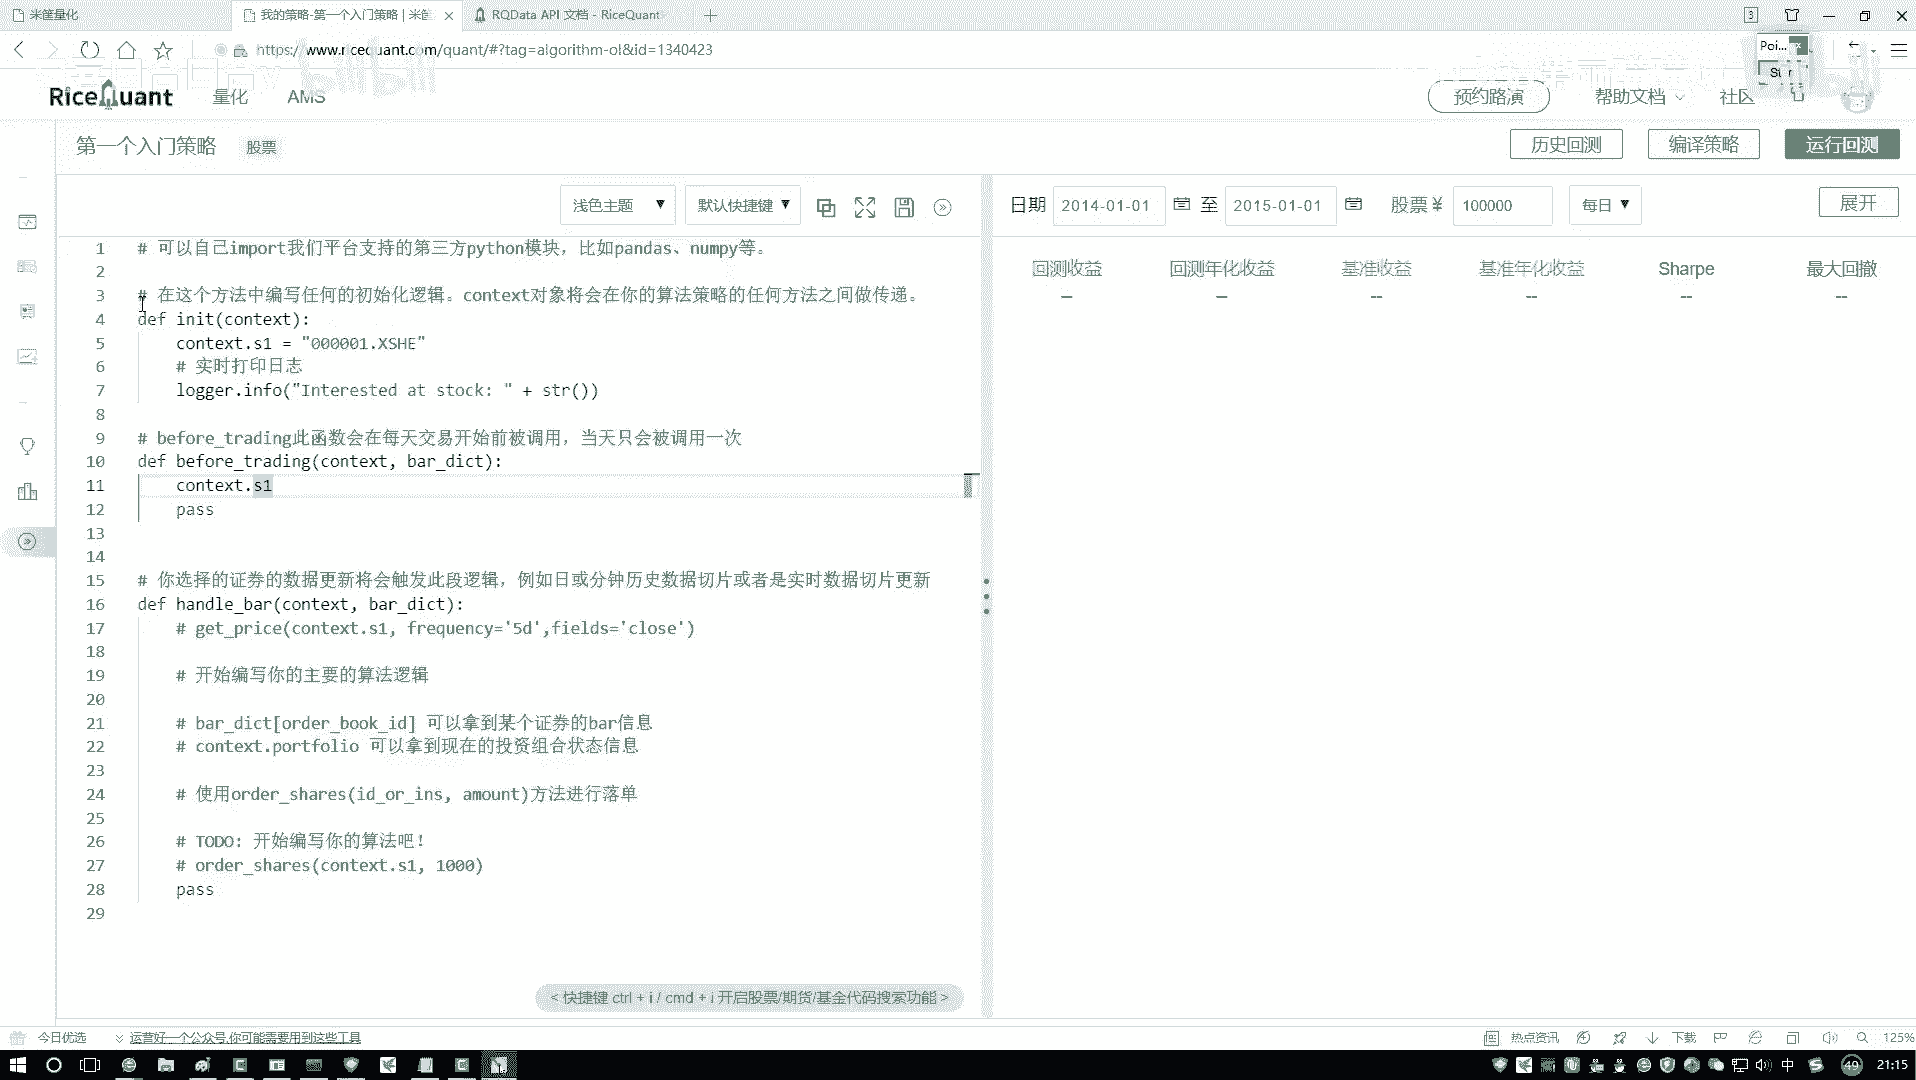 米筐量化
我的策略-第一个入门策略 | 米筐
RQData API 文档 - RiceQuant
3
https://www.ricequant.com/quant/#?tag=algorithm-ol&id=1340423
Poi...
RiceQuant
量化
AMS
预约路演
帮助文档
社区
第一个入门策略
股票
历史回测
编译策略
运行回测
浅色主题 ▼
默认快捷键 ▼
日期
2014-01-01
至
2015-01-01
股票 ¥
100000
每日 ▼
展开
回测收益
回测年化收益
基准收益
基准年化收益
Sharpe
最大回撤
-- -- -- -- -- --
1 # 可以自己import我们平台支持的第三方python模块，比如pandas、numpy等。
2
3 # 在这个方法中编写任何的初始化逻辑。context对象将会在你的算法策略的任何方法之间做传递。
4 def init(context):
5 context.s1 = "000001.XSHE"
6 # 实时打印日志
7 logger.info("Interested at stock: " + str())
8
9 # before_trading此函数会在每天交易开始前被调用，当天只会被调用一次
10 def before_trading(context, bar_dict):
11 context.s1
12 pass
13
14
15 # 你选择的证券的数据更新将会触发此段逻辑，例如日或分钟历史数据切片或者是实时数据切片更新
16 def handle_bar(context, bar_dict):
17 # get_price(context.s1, frequency='5d',fields='close')
18
19 # 开始编写你的主要的算法逻辑
20
21 # bar_dict[order_book_id] 可以拿到某个证券的bar信息
22 # context.portfolio 可以拿到现在的投资组合状态信息
23
24 # 使用order_shares(id_or_ins, amount)方法进行落单
25
26 # TODO: 开始编写你的算法吧！
27 # order_shares(context.s1, 1000)
28 pass
29
< 快捷键 ctrl + i / cmd + i 开启股票/期货/基金代码搜索功能 >
今日优选
运营好一个公众号,你可能需要用到这些工具
热点资讯
下载
125%
中
49
21:15